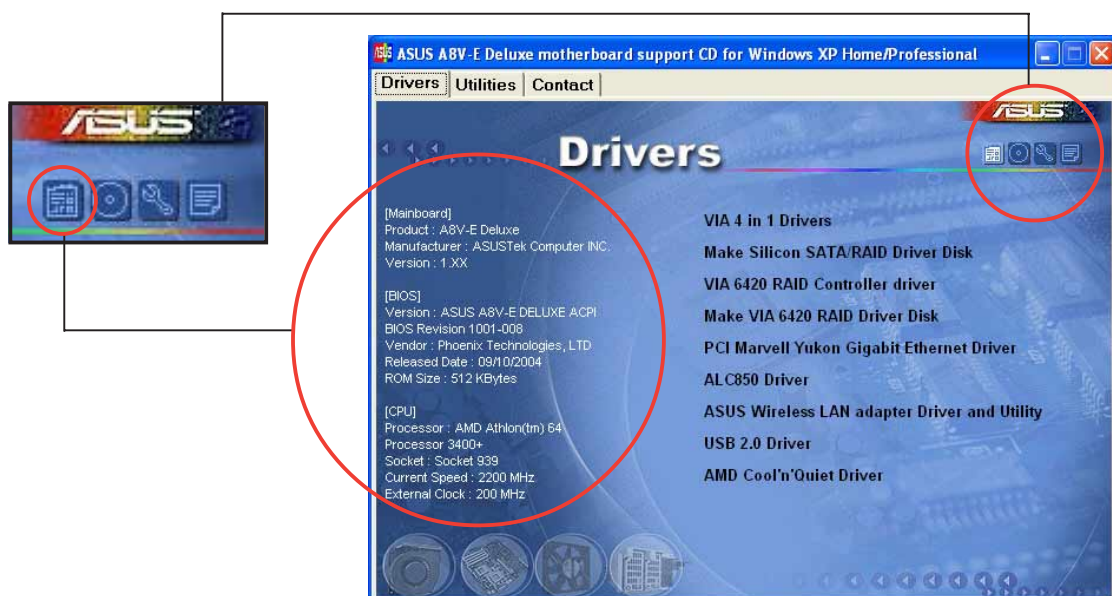 ASUS
ASUS A8V-E Deluxe motherboard support CD for Windows XP Home/Professional
Drivers Utilities Contact
ASUS
Drivers
[Mainboard]
Product : A8V-E Deluxe
Manufacturer : ASUSTek Computer INC.
Version : 1.XX
[BIOS]
Version : ASUS A8V-E DELUXE ACPI
BIOS Revision 1001-008
Vendor : Phoenix Technologies, LTD
Released Date : 09/10/2004
ROM Size : 512 KBytes
[CPU]
Processor : AMD Athlon(tm) 64
Processor 3400+
Socket : Socket 939
Current Speed : 2200 MHz
External Clock : 200 MHz
VIA 4 in 1 Drivers
Make Silicon SATA/RAID Driver Disk
VIA 6420 RAID Controller driver
Make VIA 6420 RAID Driver Disk
PCI Marvell Yukon Gigabit Ethernet Driver
ALC850 Driver
ASUS Wireless LAN adapter Driver and Utility
USB 2.0 Driver
AMD Cool'n'Quiet Driver